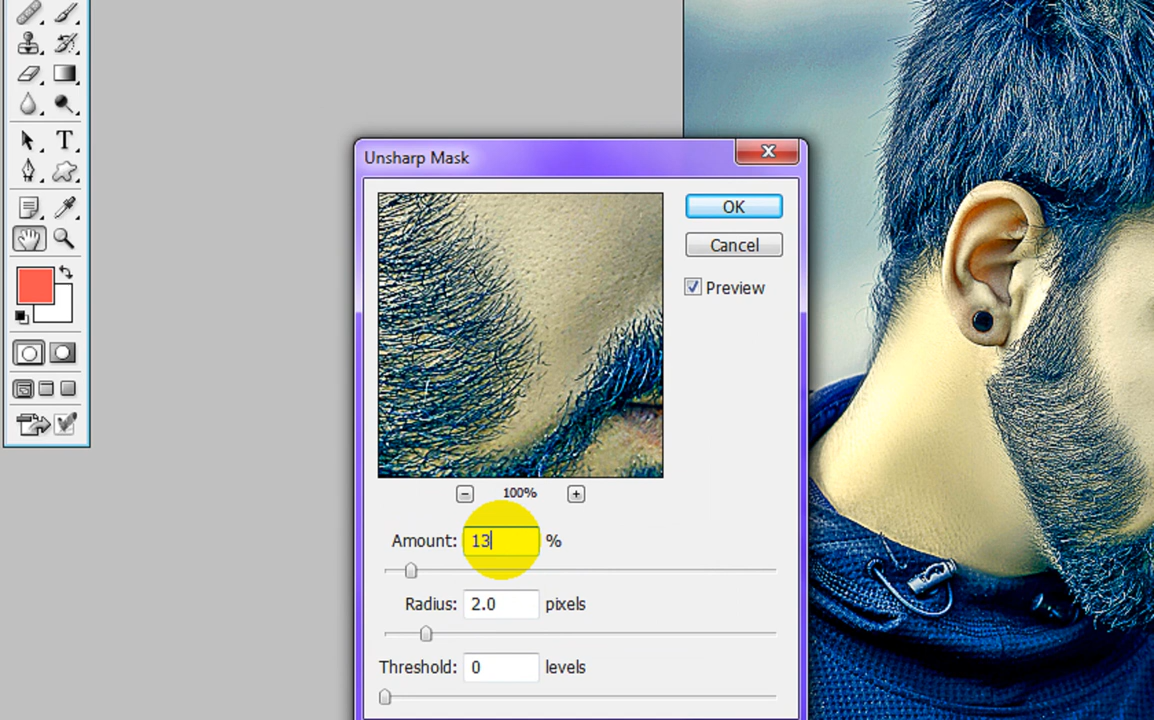 T
Unsharp Mask
OK
Cancel
Preview
100%
Amount: 13 %
Radius: 2.0 pixels
Threshold: 0 levels